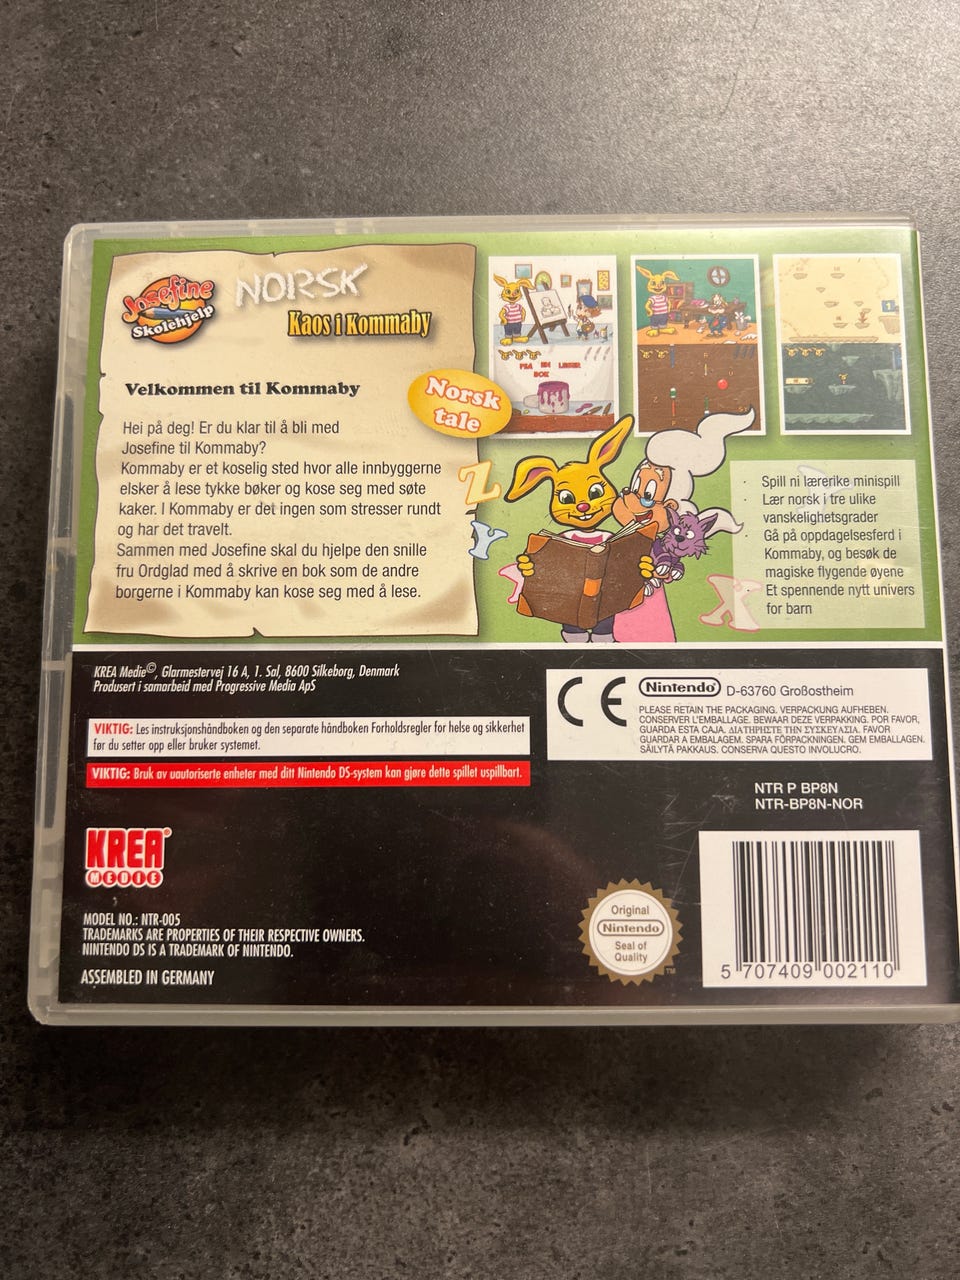 Josefine
Skolehjelp
NORSK
Kaos i Kommaby
Velkommen til Kommaby
Hei på deg! Er du klar til å bli med
Josefine til Kommaby?
Kommaby er et koselig sted hvor alle innbyggerne
elsker å lese tykke bøker og kose seg med søte
kaker. I Kommaby er det ingen som stresser rundt
og har det travelt.
Sammen med Josefine skal du hjelpe den snille
fru Ordglad med å skrive en bok som de andre
borgerne i Kommaby kan kose seg med å lese.
Norsk
tale
FRA EN LESER
BOK
Z
Y
X
· Spill ni lærerike minispill
· Lær norsk i tre ulike
vanskelighetsgrader
· Gå på oppdagelsesferd i
Kommaby, og besøk de
magiske flygende øyene
· Et spennende nytt univers
for barn
KREA Medie©, Glarmestervej 16 A, 1. Sal, 8600 Silkeborg, Denmark
Produsert i samarbeid med Progressive Media ApS
VIKTIG: Les instruksjonshåndboken og den separate håndboken Forholdsregler for helse og sikkerhet
før du setter opp eller bruker systemet.
VIKTIG: Bruk av uautoriserte enheter med ditt Nintendo DS-system kan gjøre dette spillet uspillbart.
CE
Nintendo® D-63760 Großostheim
PLEASE RETAIN THE PACKAGING. VERPACKUNG AUFHEBEN.
CONSERVER L'EMBALLAGE. BEWAAR DEZE VERPAKKING. POR FAVOR,
GUARDA ESTA CAJA. ΔΙΑΤΗΡΗΣΤΕ ΤΗΝ ΣΥΣΚΕΥΑΣΙΑ. FAVOR
GUARDAR A EMBALAGEM. SPARA FÖRPACKNINGEN. GEM EMBALLAGEN.
SÄILYTÄ PAKKAUS. CONSERVA QUESTO INVOLUCRO.
NTR P BP8N
NTR-BP8N-NOR
KREA®
MEDIE
MODEL NO.: NTR-005
TRADEMARKS ARE PROPERTIES OF THEIR RESPECTIVE OWNERS.
NINTENDO DS IS A TRADEMARK OF NINTENDO.
ASSEMBLED IN GERMANY
Original
Nintendo
Seal of
Quality
TM
5 707409 002110